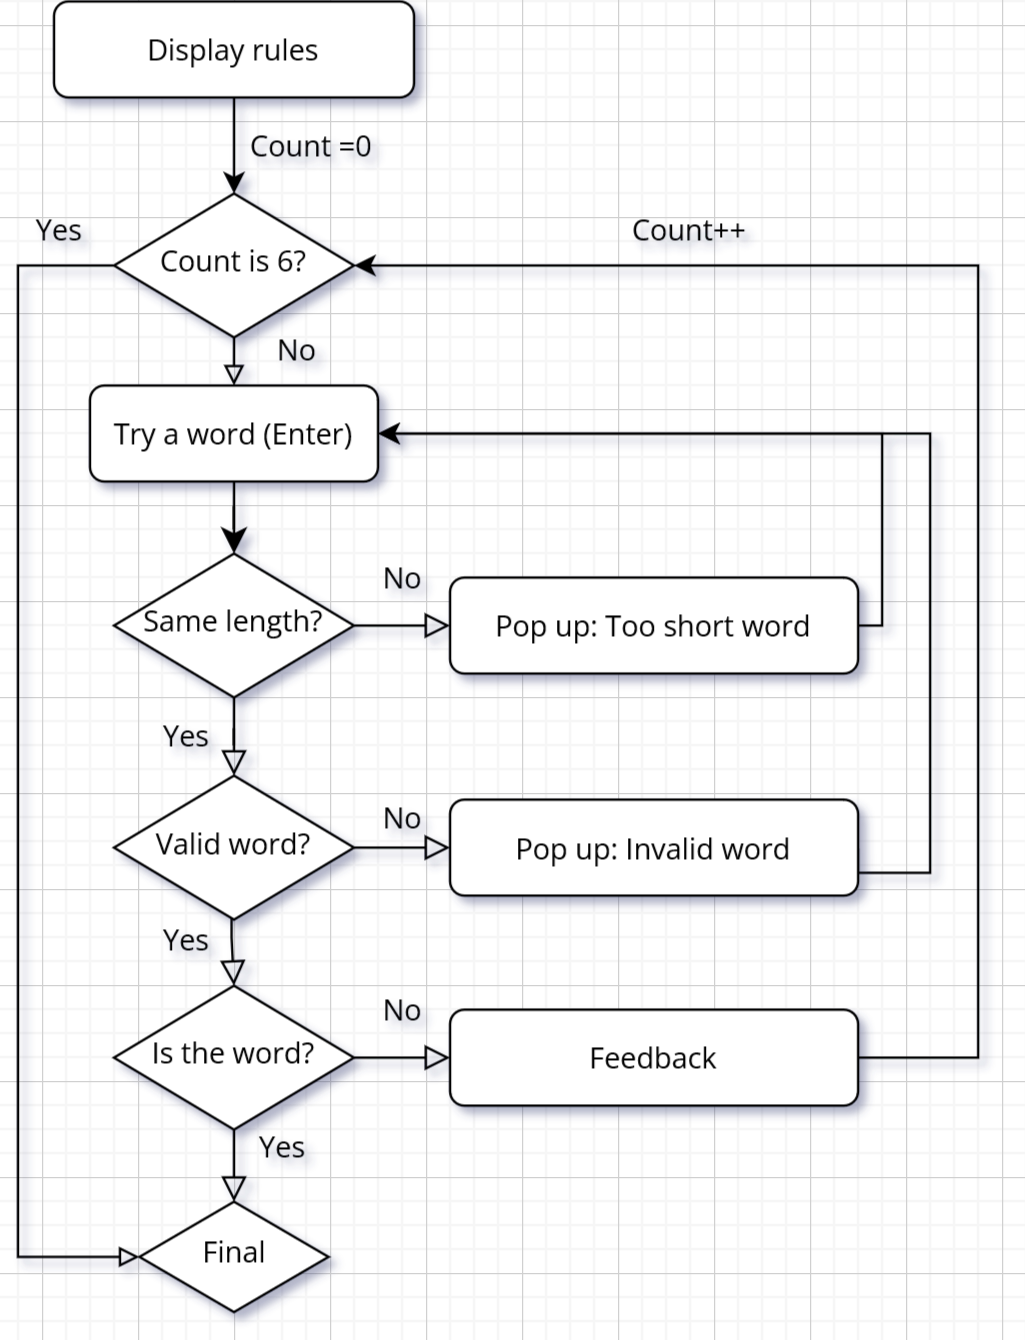 Display rules
Count =0
Yes
Count is 6?
Count++
No
Try a word (Enter)
Same length?
No
Pop up: Too short word
Yes
Valid word?
No
Pop up: Invalid word
Yes
Is the word?
No
Feedback
Yes
Final